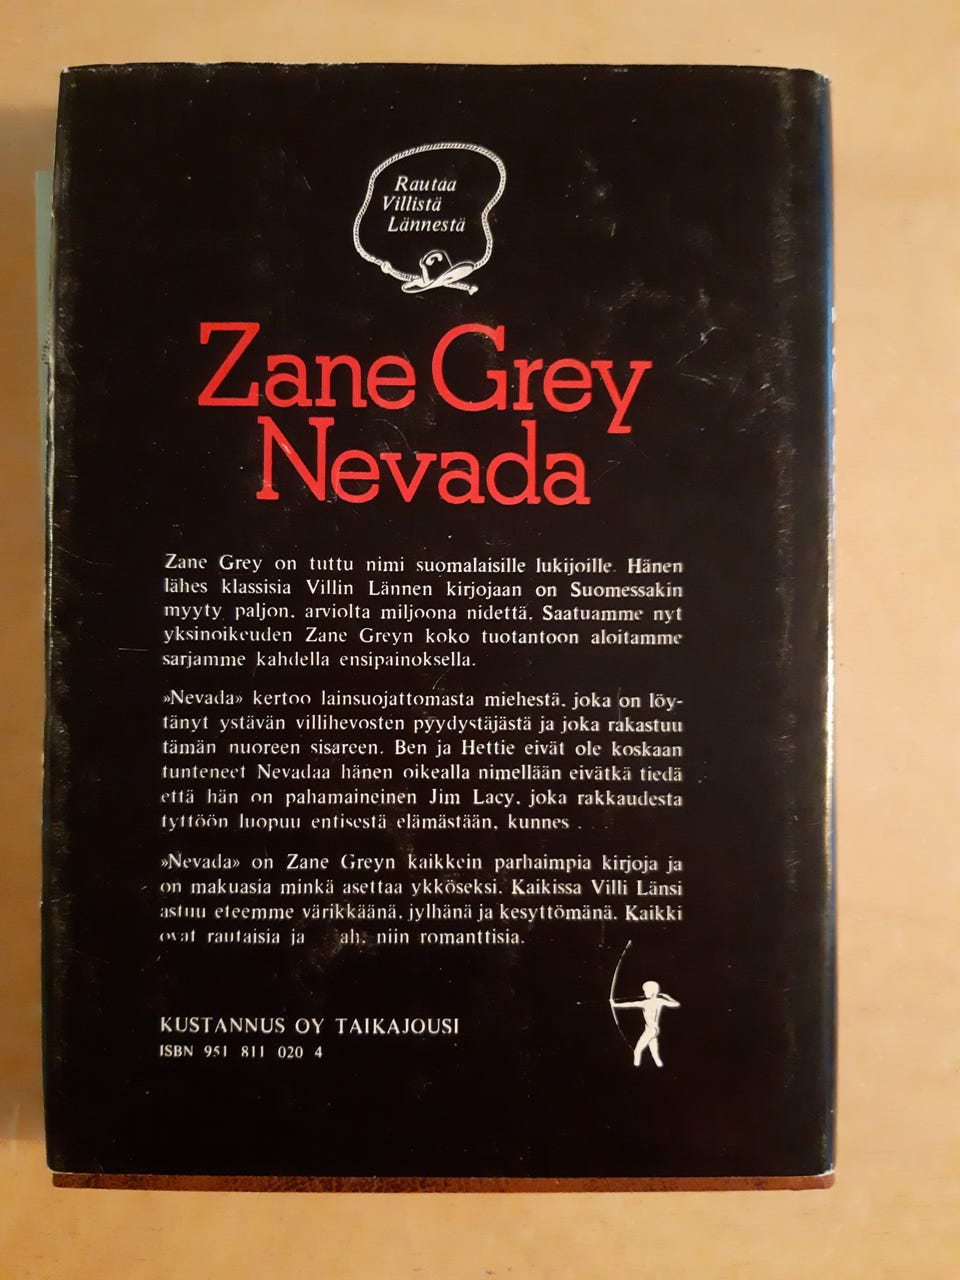 Rautaa
Villistä
Lännestä
Zane Grey
Nevada
Zane Grey on tuttu nimi suomalaisille lukijoille. Hänen
lähes klassisia Villin Lännen kirjojaan on Suomessakin
myyty paljon, arviolta miljoona nidettä. Saatuamme nyt
yksinoikeuden Zane Greyn koko tuotantoon aloitamme
sarjamme kahdella ensipainoksella.
»Nevada» kertoo lainsuojattomasta miehestä, joka on löy-
tänyt ystävän villihevosten pyydystäjästä ja joka rakastuu
tämän nuoreen sisareen. Ben ja Hettie eivät ole koskaan
tunteneet Nevadaa hänen oikealla nimellään eivätkä tiedä
että hän on pahamaineinen Jim Lacy, joka rakkaudesta
tyttöön luopuu entisestä elämästään, kunnes . . .
»Nevada» on Zane Greyn kaikkein parhaimpia kirjoja ja
on makuasia minkä asettaa ykköseksi. Kaikissa Villi Länsi
astuu eteemme värikkäänä, jylhänä ja kesyttömänä. Kaikki
ovat rautaisia ja ah, niin romanttisia.
KUSTANNUS OY TAIKAJOUSI
ISBN 951 811 020 4